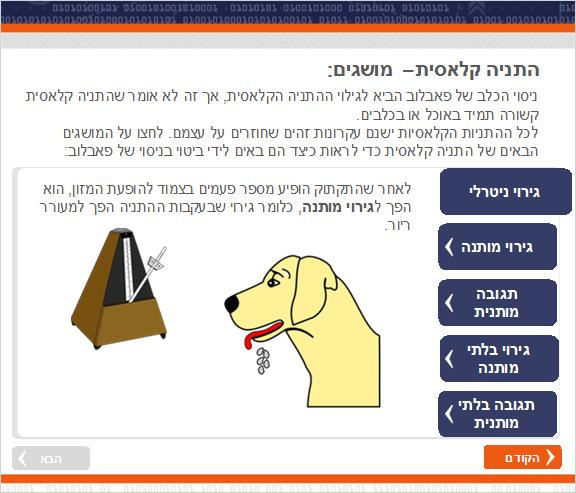 התניה קלאסית – מושגים:
ניסוי הכלב של פאבלוב הביא לגילוי ההתניה הקלאסית, אך זה לא אומר שהתניה קלאסית
קשורה תמיד באוכל או בכלבים.
לכל ההתניות הקלאסיות ישנם עקרונות זהים שחוזרים על עצמם. לחצו על המושגים
הבאים של התניה קלאסית כדי לראות כיצד הם באים לידי ביטוי בניסוי של פאבלוב:
גירוי ניטרלי
גירוי מותנה
תגובה
מותנית
גירוי בלתי
מותנה
תגובה בלתי
מותנית
לאחר שהתקתוק הופיע מספר פעמים בצמוד להופעת המזון, הוא
הפך לגירוי מותנה, כלומר גירוי שבעקבות ההתניה הפך למעורר
ריור.
הקודם
הבא